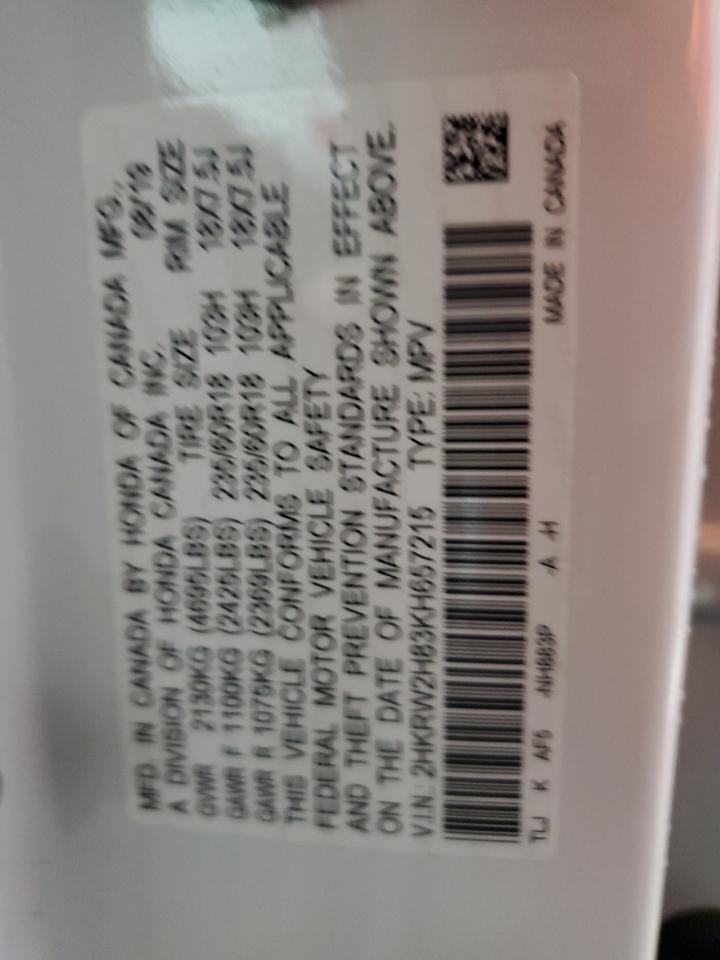 MFD. IN CANADA BY HONDA OF CANADA MFG.,
A DIVISION OF HONDA CANADA INC. 08/19
GVWR 2130KG (4695LBS) TIRE SIZE RIM SIZE
GAWR F 1100KG (2425LBS) 235/60R18 103H 18X7.5J
GAWR R 1075KG (2369LBS) 235/60R18 103H 18X7.5J
THIS VEHICLE CONFORMS TO ALL APPLICABLE
FEDERAL MOTOR VEHICLE SAFETY
AND THEFT PREVENTION STANDARDS IN EFFECT
ON THE DATE OF MANUFACTURE SHOWN ABOVE.
V.I.N.: 2HKRW2H83KH657215 TYPE: MPV
TLJ K AF5 -NH883P -A -H
MADE IN CANADA